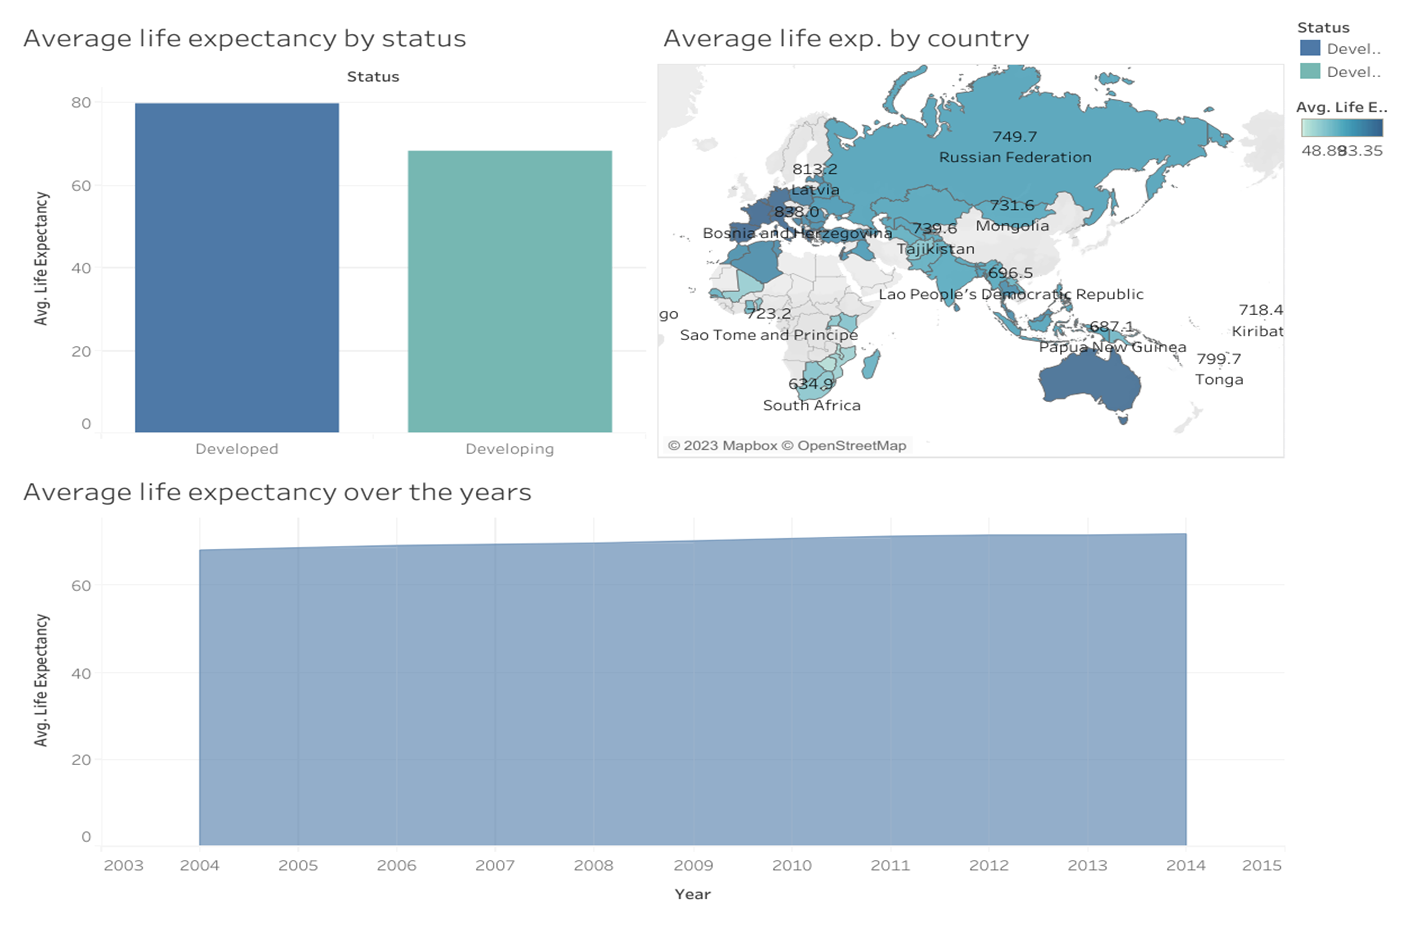 Average life expectancy by status
Status
Avg. Life Expectancy
80
60
40
20
0
Developed
Developing
Average life exp. by country
749.7
Russian Federation
813.2
Latvia
838.0
Bosnia and Herzegovina
731.6
Mongolia
739.6
Tajikistan
696.5
Lao People's Democratic Republic
go
723.2
Sao Tome and Principe
718.4
Kiribat
687.1
Papua New Guinea
799.7
Tonga
634.9
South Africa
© 2023 Mapbox © OpenStreetMap
Status
Devel..
Devel..
Avg. Life E..
83.35
Average life expectancy over the years
Avg. Life Expectancy
60
40
20
0
2003 2004 2005 2006 2007 2008 2009 2010 2011 2012 2013 2014 2015
Year